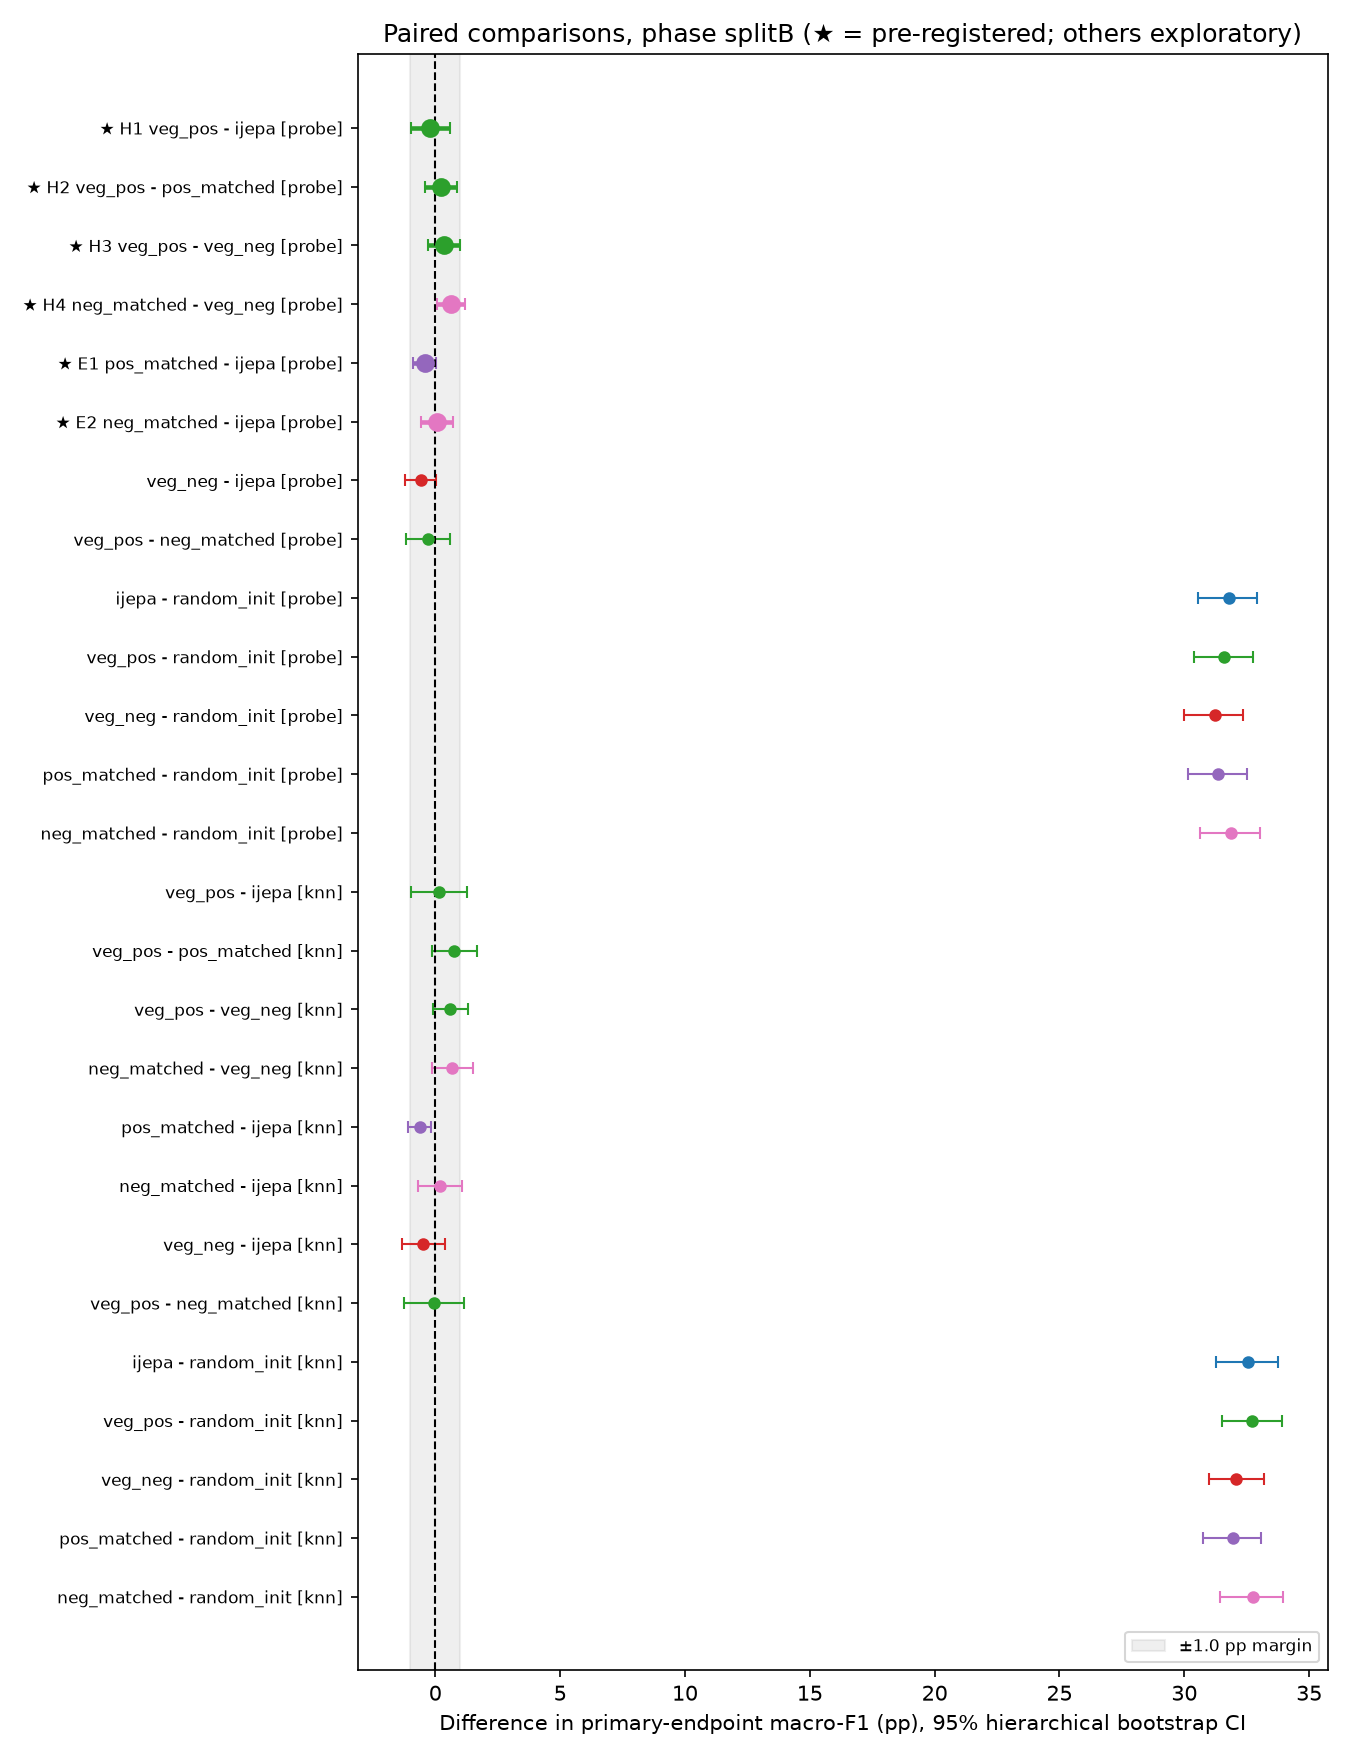 Paired comparisons, phase splitB (★ = pre-registered; others exploratory)
★ H1 veg_pos - ijepa [probe]
★ H2 veg_pos - pos_matched [probe]
★ H3 veg_pos - veg_neg [probe]
★ H4 neg_matched - veg_neg [probe]
★ E1 pos_matched - ijepa [probe]
★ E2 neg_matched - ijepa [probe]
veg_neg - ijepa [probe]
veg_pos - neg_matched [probe]
ijepa - random_init [probe]
veg_pos - random_init [probe]
veg_neg - random_init [probe]
pos_matched - random_init [probe]
neg_matched - random_init [probe]
veg_pos - ijepa [knn]
veg_pos - pos_matched [knn]
veg_pos - veg_neg [knn]
neg_matched - veg_neg [knn]
pos_matched - ijepa [knn]
neg_matched - ijepa [knn]
veg_neg - ijepa [knn]
veg_pos - neg_matched [knn]
ijepa - random_init [knn]
veg_pos - random_init [knn]
veg_neg - random_init [knn]
pos_matched - random_init [knn]
neg_matched - random_init [knn]
±1.0 pp margin
0 5 10 15 20 25 30 35
Difference in primary-endpoint macro-F1 (pp), 95% hierarchical bootstrap CI